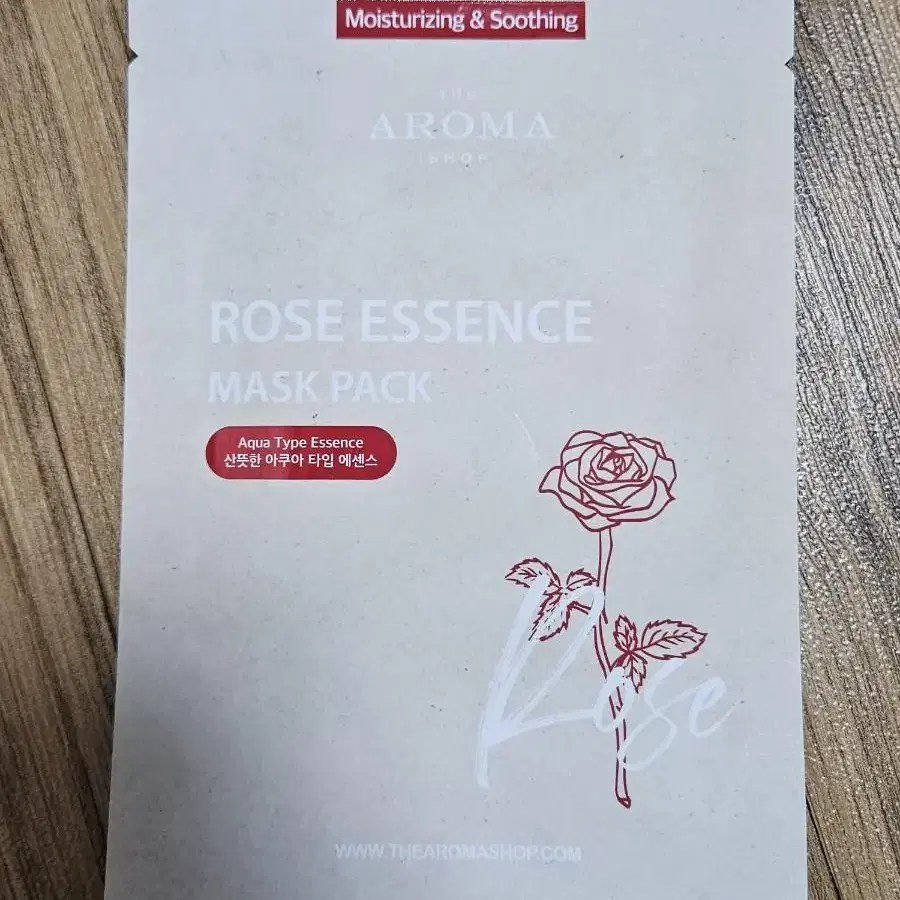 Moisturizing & Soothing
THE
AROMA
SHOP
ROSE ESSENCE
MASK PACK
Aqua Type Essence
산뜻한 아쿠아 타입 에센스
Rose
WWW.THEAROMASHOP.COM